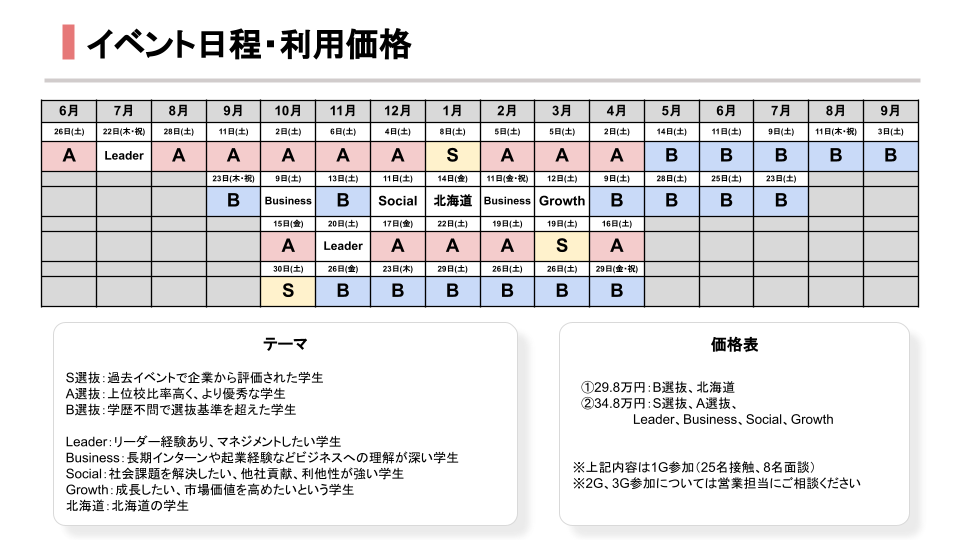 イベント日程・利用価格
6月 7月 8月 9月 10月 11月 12月 1月 2月 3月 4月 5月 6月 7月 8月 9月
26日(土) 22日(木・祝) 28日(土) 11日(土) 2日(土) 6日(土) 4日(土) 8日(土) 5日(土) 5日(土) 2日(土) 14日(土) 11日(土) 9日(土) 11日(木・祝) 3日(土)
A Leader A A A A A S A A A B B B B B
23日(木・祝) 9日(土) 13日(土) 11日(土) 14日(金) 11日(金・祝) 12日(土) 9日(土) 28日(土) 25日(土) 23日(土)
B Business B Social 北海道 Business Growth B B B B
15日(金) 20日(土) 17日(金) 22日(土) 19日(土) 19日(土) 16日(土)
A Leader A A A S A
30日(土) 26日(金) 23日(木) 29日(土) 26日(土) 26日(土) 29日(金・祝)
S B B B B B B
テーマ
S選抜：過去イベントで企業から評価された学生
A選抜：上位校比率高く、より優秀な学生
B選抜：学歴不問で選抜基準を超えた学生
Leader：リーダー経験あり、マネジメントしたい学生
Business：長期インターンや起業経験などビジネスへの理解が深い学生
Social：社会課題を解決したい、他社貢献、利他性が強い学生
Growth：成長したい、市場価値を高めたいという学生
北海道：北海道の学生
価格表
①29.8万円：B選抜、北海道
②34.8万円：S選抜、A選抜、
Leader、Business、Social、Growth
※上記内容は1G参加（25名接触、8名面談）
※2G、3G参加については営業担当にご相談ください